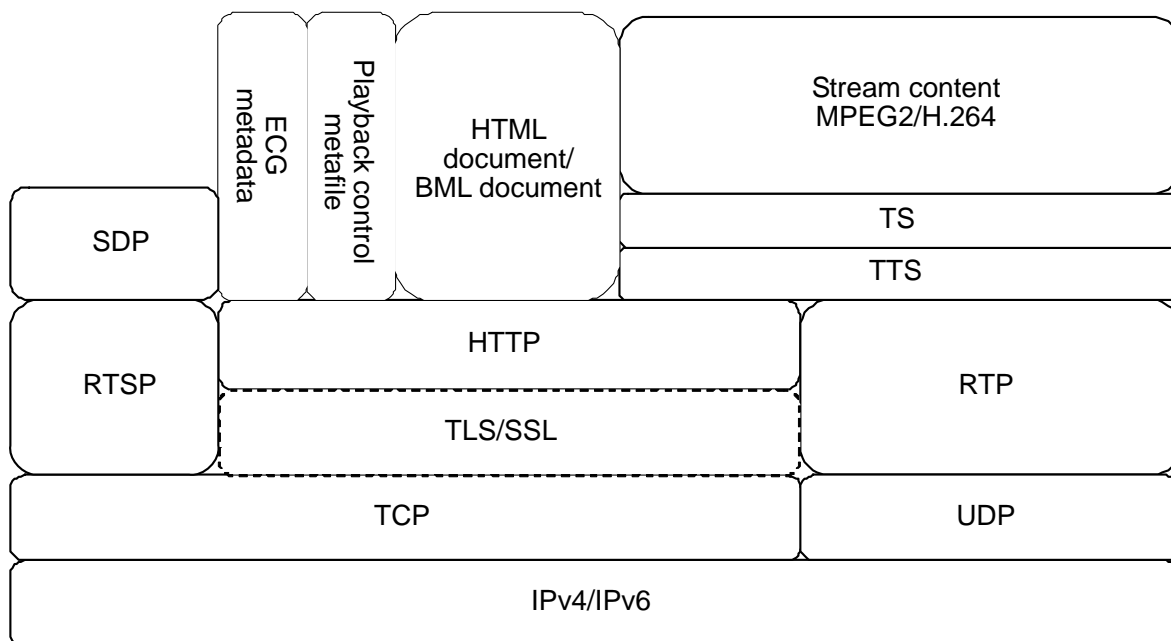 ECG
metadata
Playback control
metafile
HTML
document/
BML document
Stream content
MPEG2/H.264
TS
SDP
TTS
HTTP
RTSP
RTP
TLS/SSL
TCP
UDP
IPv4/IPv6